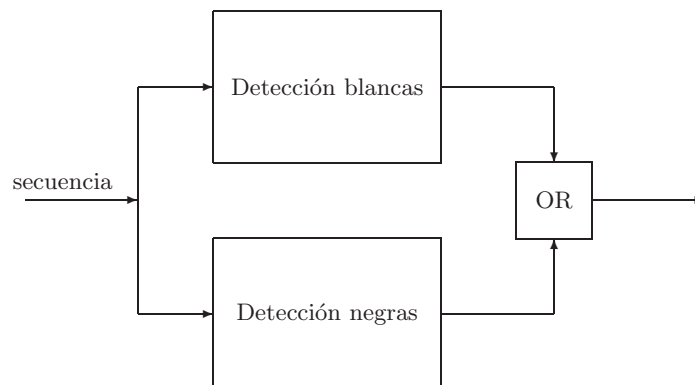 Detección blancas
secuencia
OR
Detección negras